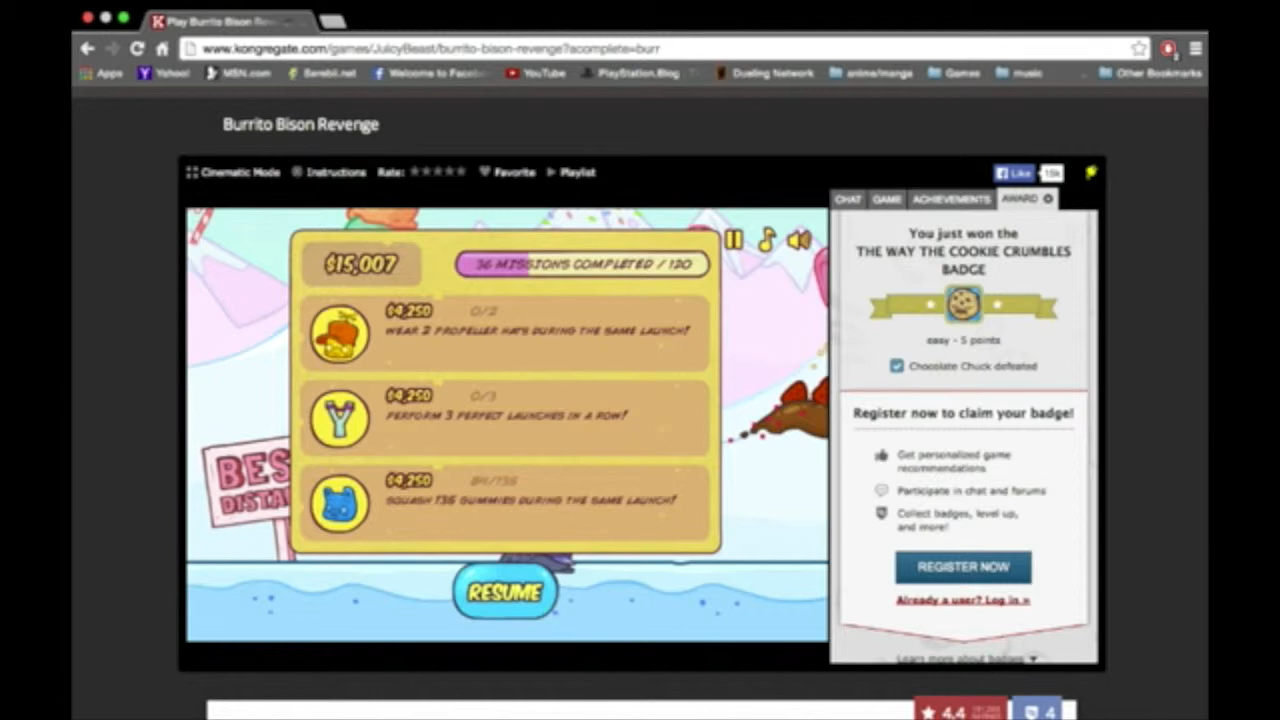 Play Burrito Bison Reve
www.kongregate.com/games/JuicyBeast/burrito-bison-revenge?acomplete=burr
Apps Yahoo! MSN.com Serebii.net Welcome to Facebo YouTube PlayStation.Blog Dueling Network anime/manga Games music Other Bookmarks
Burrito Bison Revenge
Cinematic Mode Instructions Rate: Favorite Playlist Like
CHAT GAME ACHIEVEMENTS AWARD
$15,007
36 MISSIONS COMPLETED / 120
$4,250 0/2
WEAR 2 PROPELLER HATS DURING THE SAME LAUNCH!
$4,250 0/3
PERFORM 3 PERFECT LAUNCHES IN A ROW!
$4,250
SQUASH 135 GUMMIES DURING THE SAME LAUNCH!
RESUME
BES
DISTA
You just won the
THE WAY THE COOKIE CRUMBLES
BADGE
easy - 5 points
Chocolate Chuck defeated
Register now to claim your badge!
Get personalized game
recommendations
Participate in chat and forums
Collect badges, level up,
and more!
REGISTER NOW
Already a user? Log in »
Learn more about badges
4.4
4